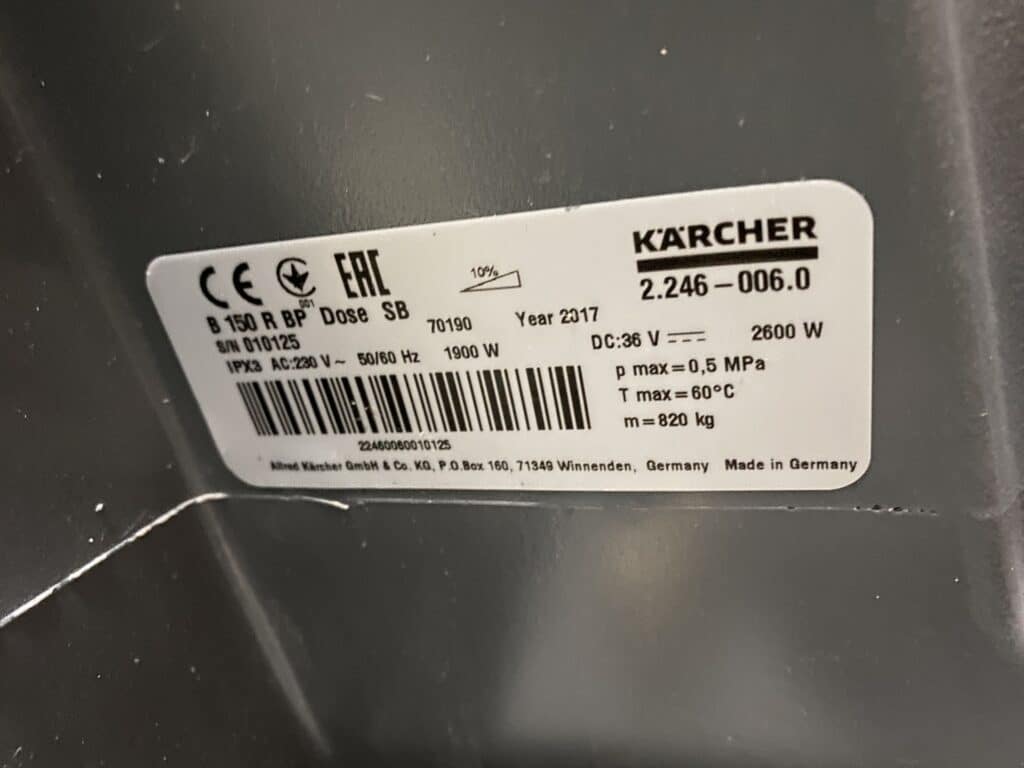 CE 001 EAC 10% KÄRCHER
2.246-006.0
B 150 R BP Dose SB 70190 Year 2017
S/N 010125
IPX3 AC:230 V~ 50/60 Hz 1900 W DC:36 V ⎓ 2600 W
p max=0,5 MPa
T max=60°C
m=820 kg
22460060010125
Alfred Kärcher GmbH & Co. KG, P.O.Box 160, 71349 Winnenden, Germany Made in Germany